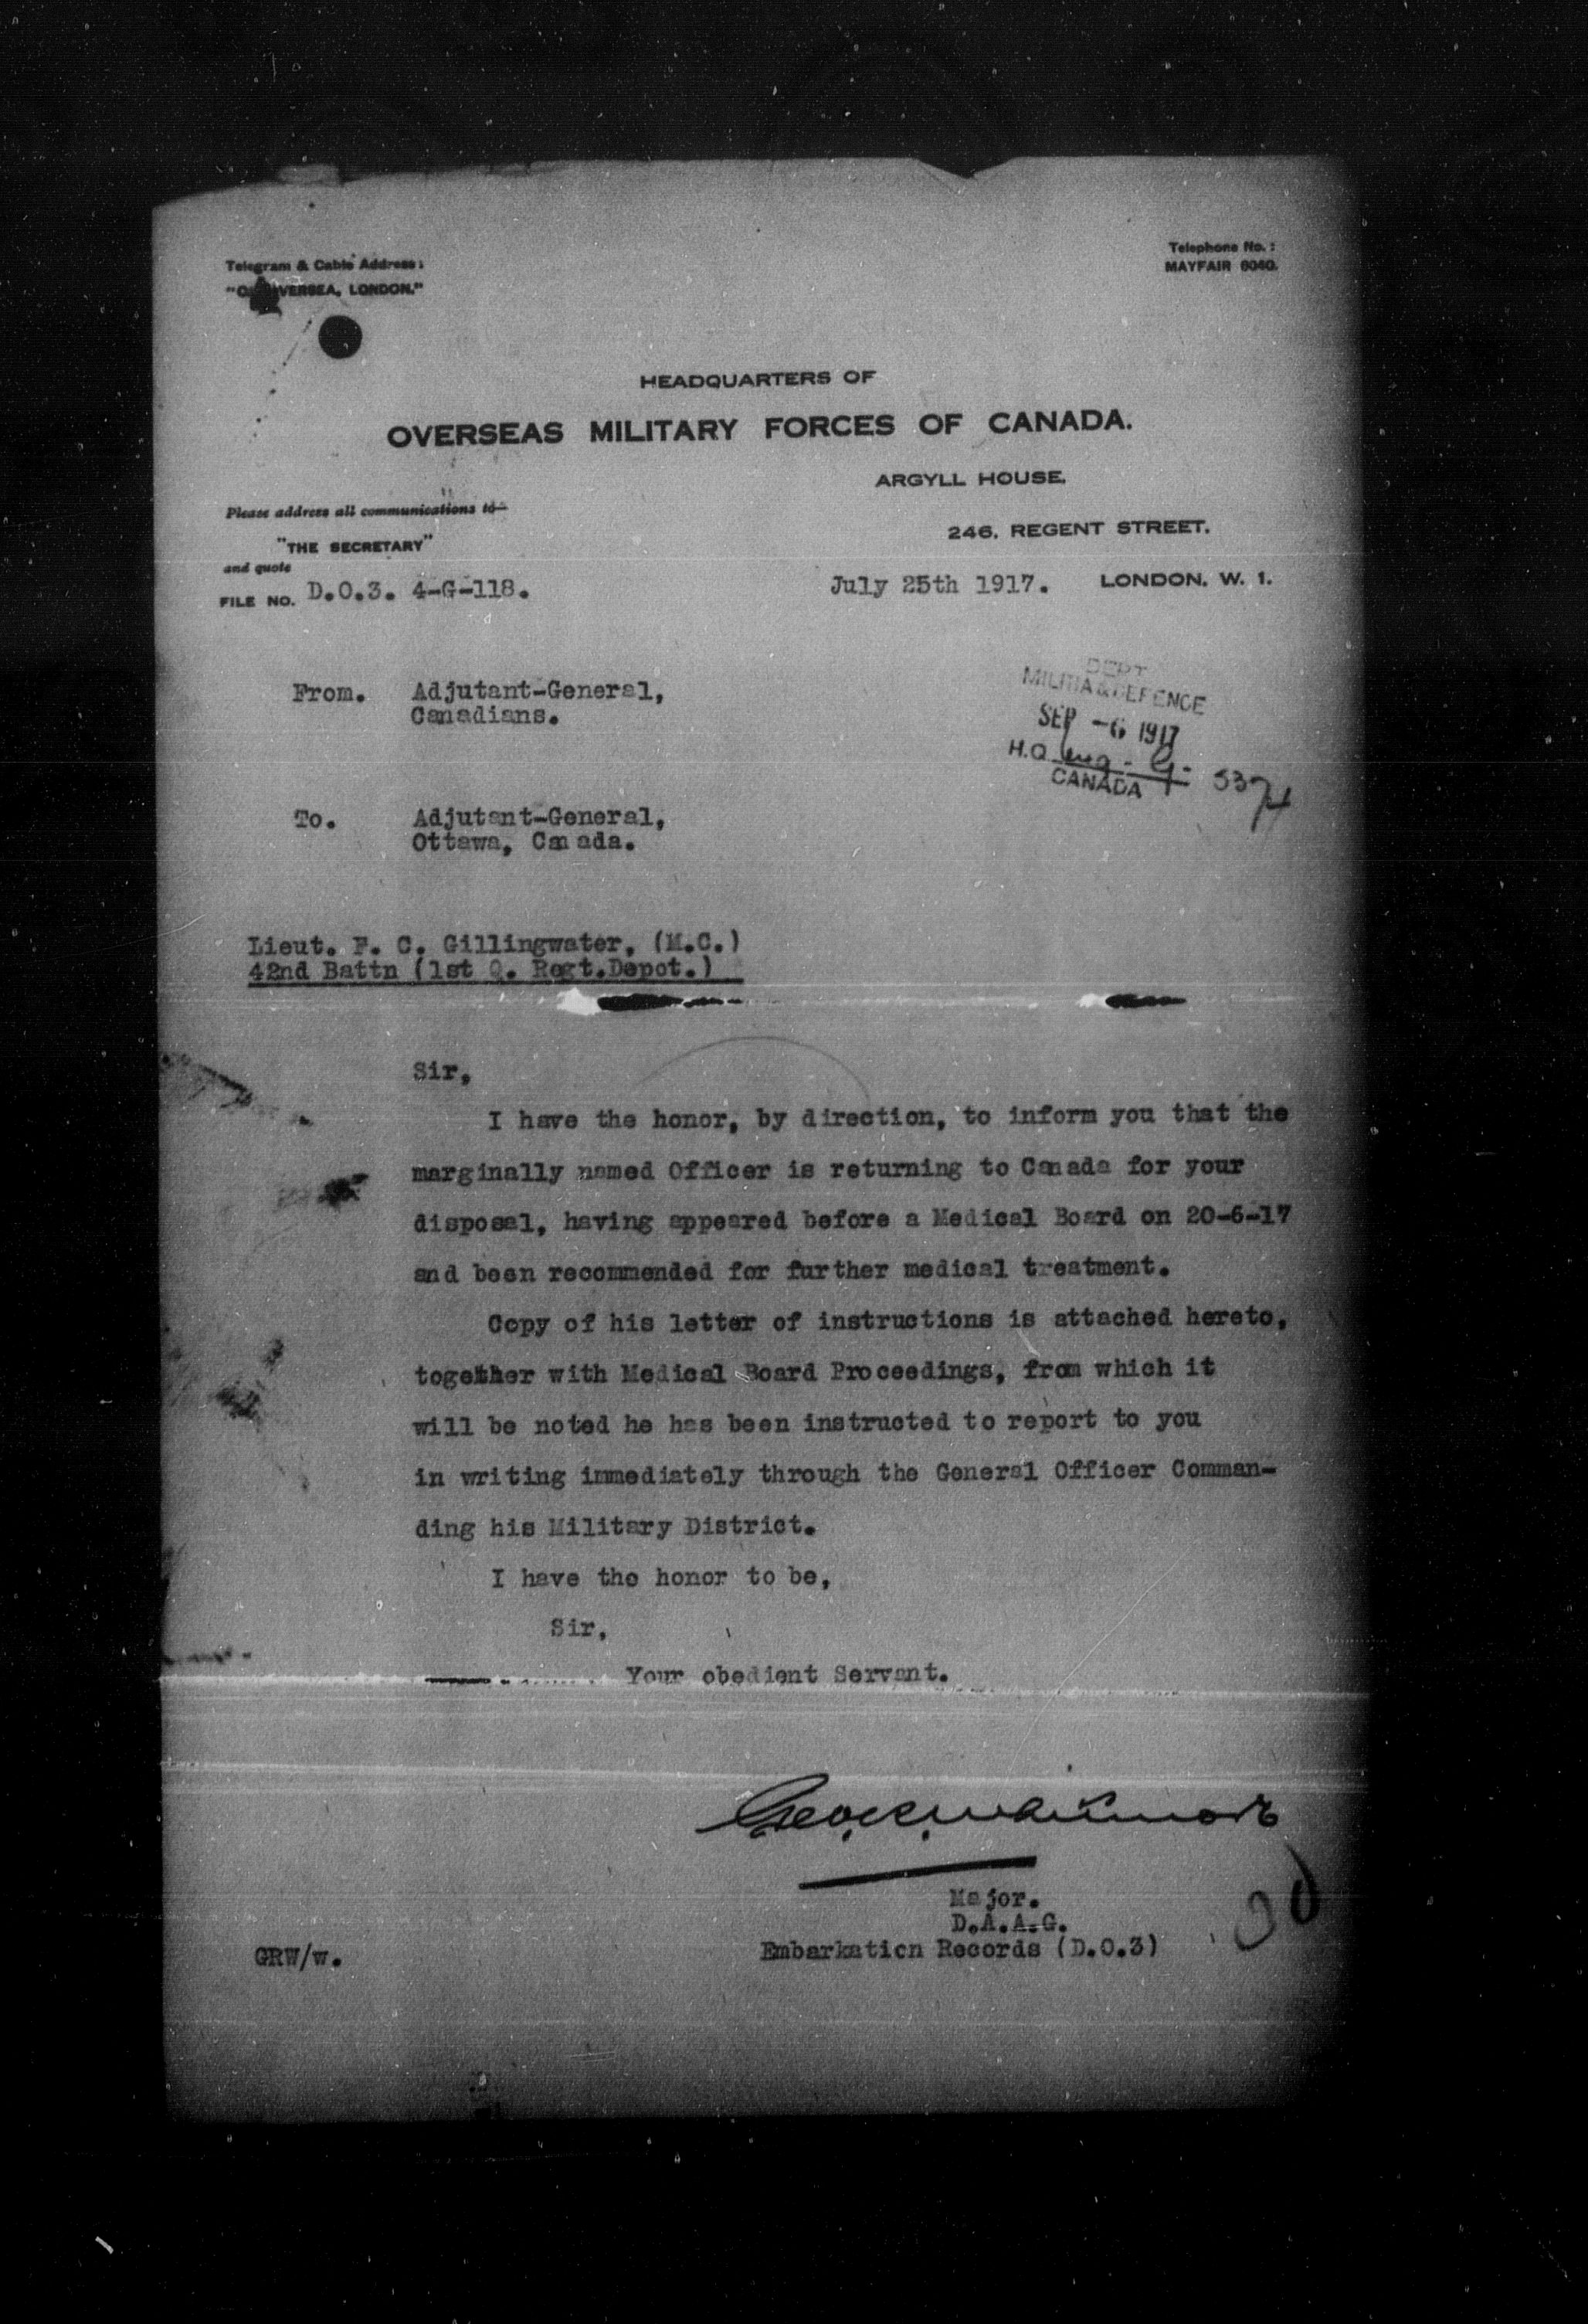 Telegram & Cable Address:
VERSEA, LONDON."
Telephone No.:
MAYFAIR 6040.
HEADQUARTERS OF
OVERSEAS MILITARY FORCES OF CANADA.
ARGYLL HOUSE,
246, REGENT STREET.
LONDON, W. 1.
Please address all communications to—
"THE SECRETARY"
and quote
FILE NO. D.O.3. 4-G-118.
July 25th 1917.
DEPT
MILITIA & DEFENCE
SEP -6 1917
H.Q.
CANADA
From. Adjutant-General,
Canadians.
To. Adjutant-General,
Ottawa, Canada.
Lieut. F. C. Gillingwater, (M.C.)
42nd Battn (1st Q. Regt.Depot.)
Sir,
I have the honor, by direction, to inform you that the
marginally named Officer is returning to Canada for your
disposal, having appeared before a Medical Board on 20-6-17
and been recommended for further medical treatment.
Copy of his letter of instructions is attached hereto,
together with Medical Board Proceedings, from which it
will be noted he has been instructed to report to you
in writing immediately through the General Officer Comman-
ding his Military District.
I have the honor to be,
Sir,
Your obedient Servant.
Major.
D.A.A.G.
Embarkation Records (D.O.3)
GRW/w.